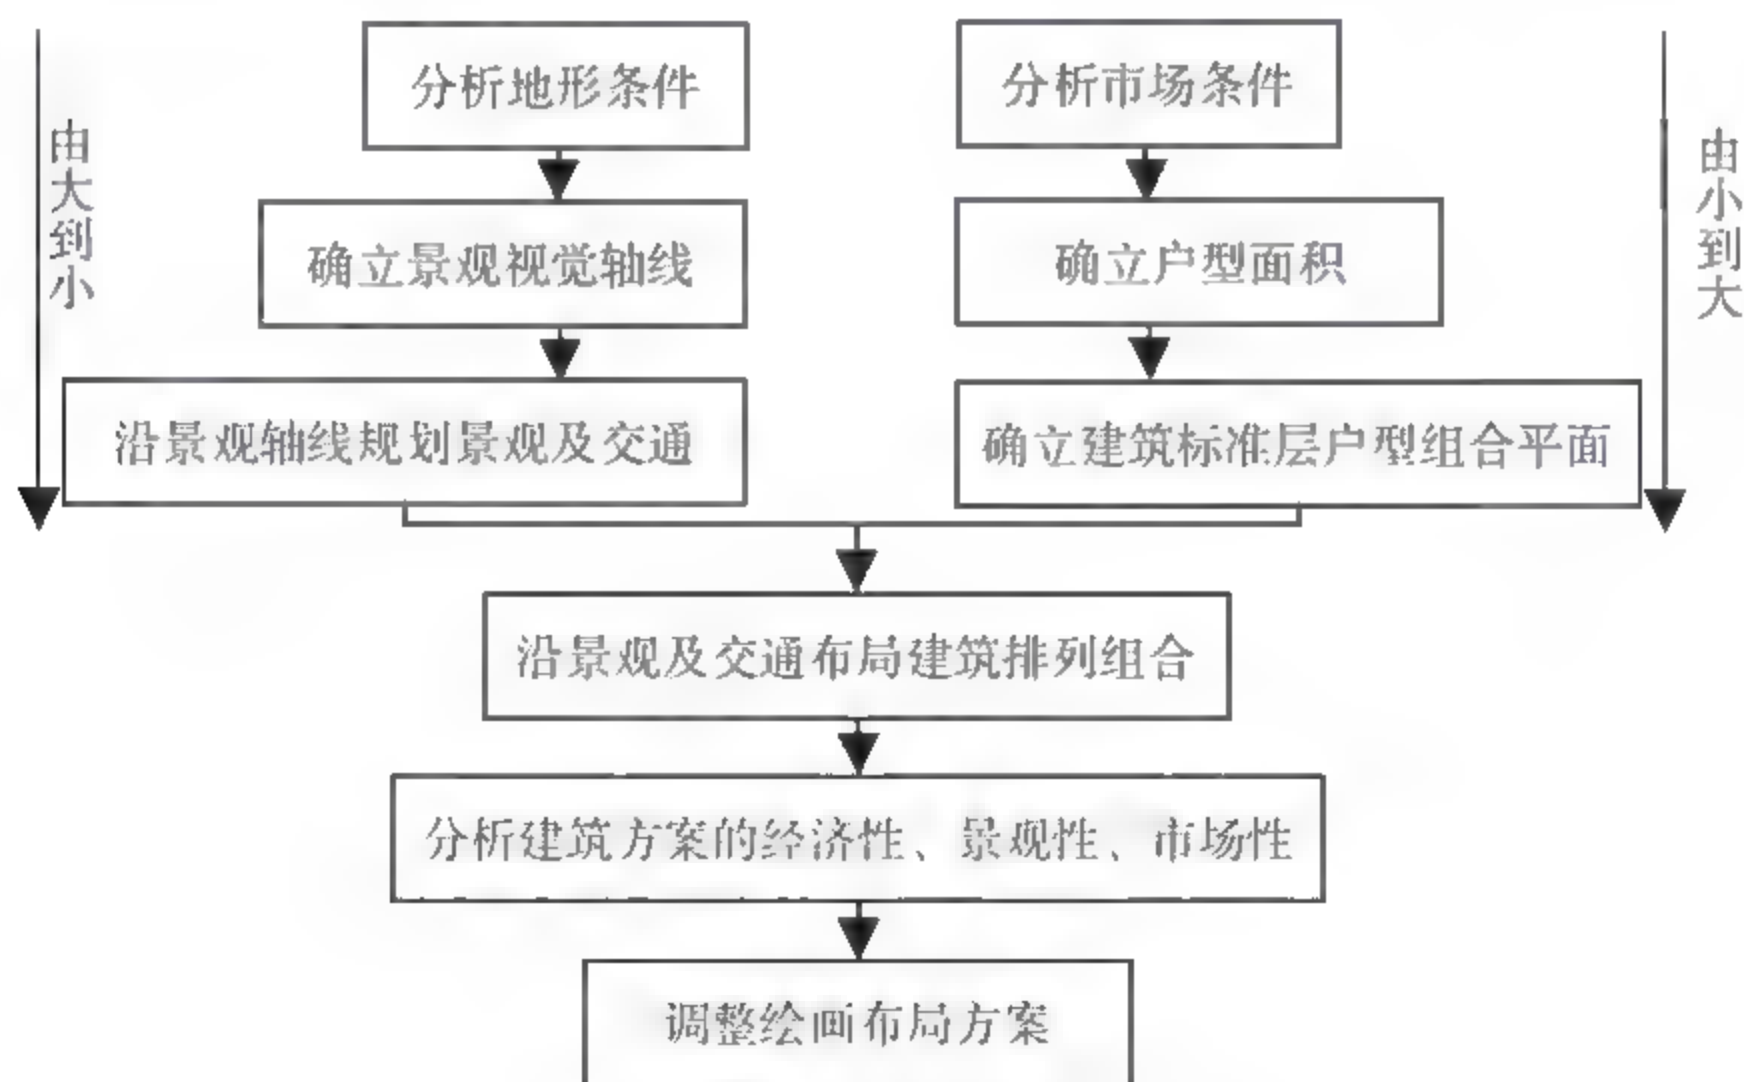 分析地形条件
分析市场条件
由大到小
由小到大
确立景观视觉轴线
确立户型面积
沿景观轴线规划景观及交通
确立建筑标准层户型组合平面
沿景观及交通布局建筑排列组合
分析建筑方案的经济性、景观性、市场性
调整绘画布局方案